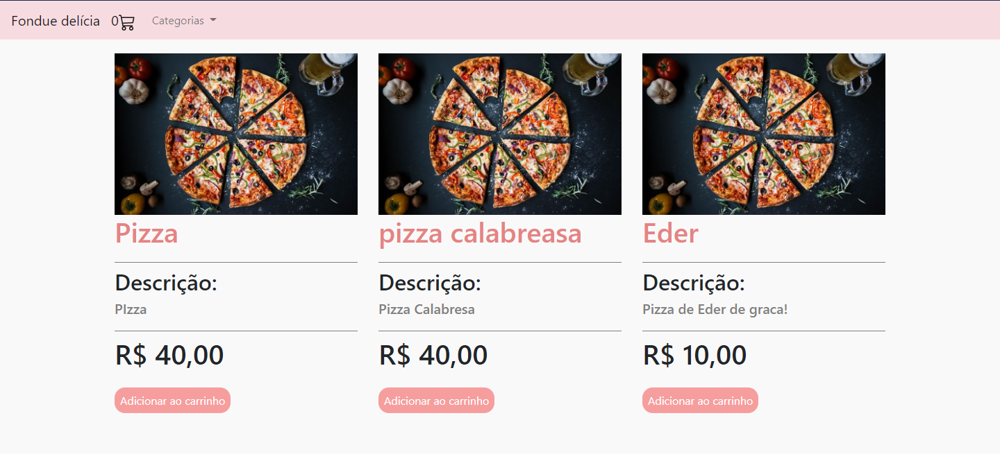 Fondue delícia 0 Categorias
Pizza
Descrição:
PIzza
R$ 40,00
Adicionar ao carrinho
pizza calabreasa
Descrição:
Pizza Calabresa
R$ 40,00
Adicionar ao carrinho
Eder
Descrição:
Pizza de Eder de graca!
R$ 10,00
Adicionar ao carrinho